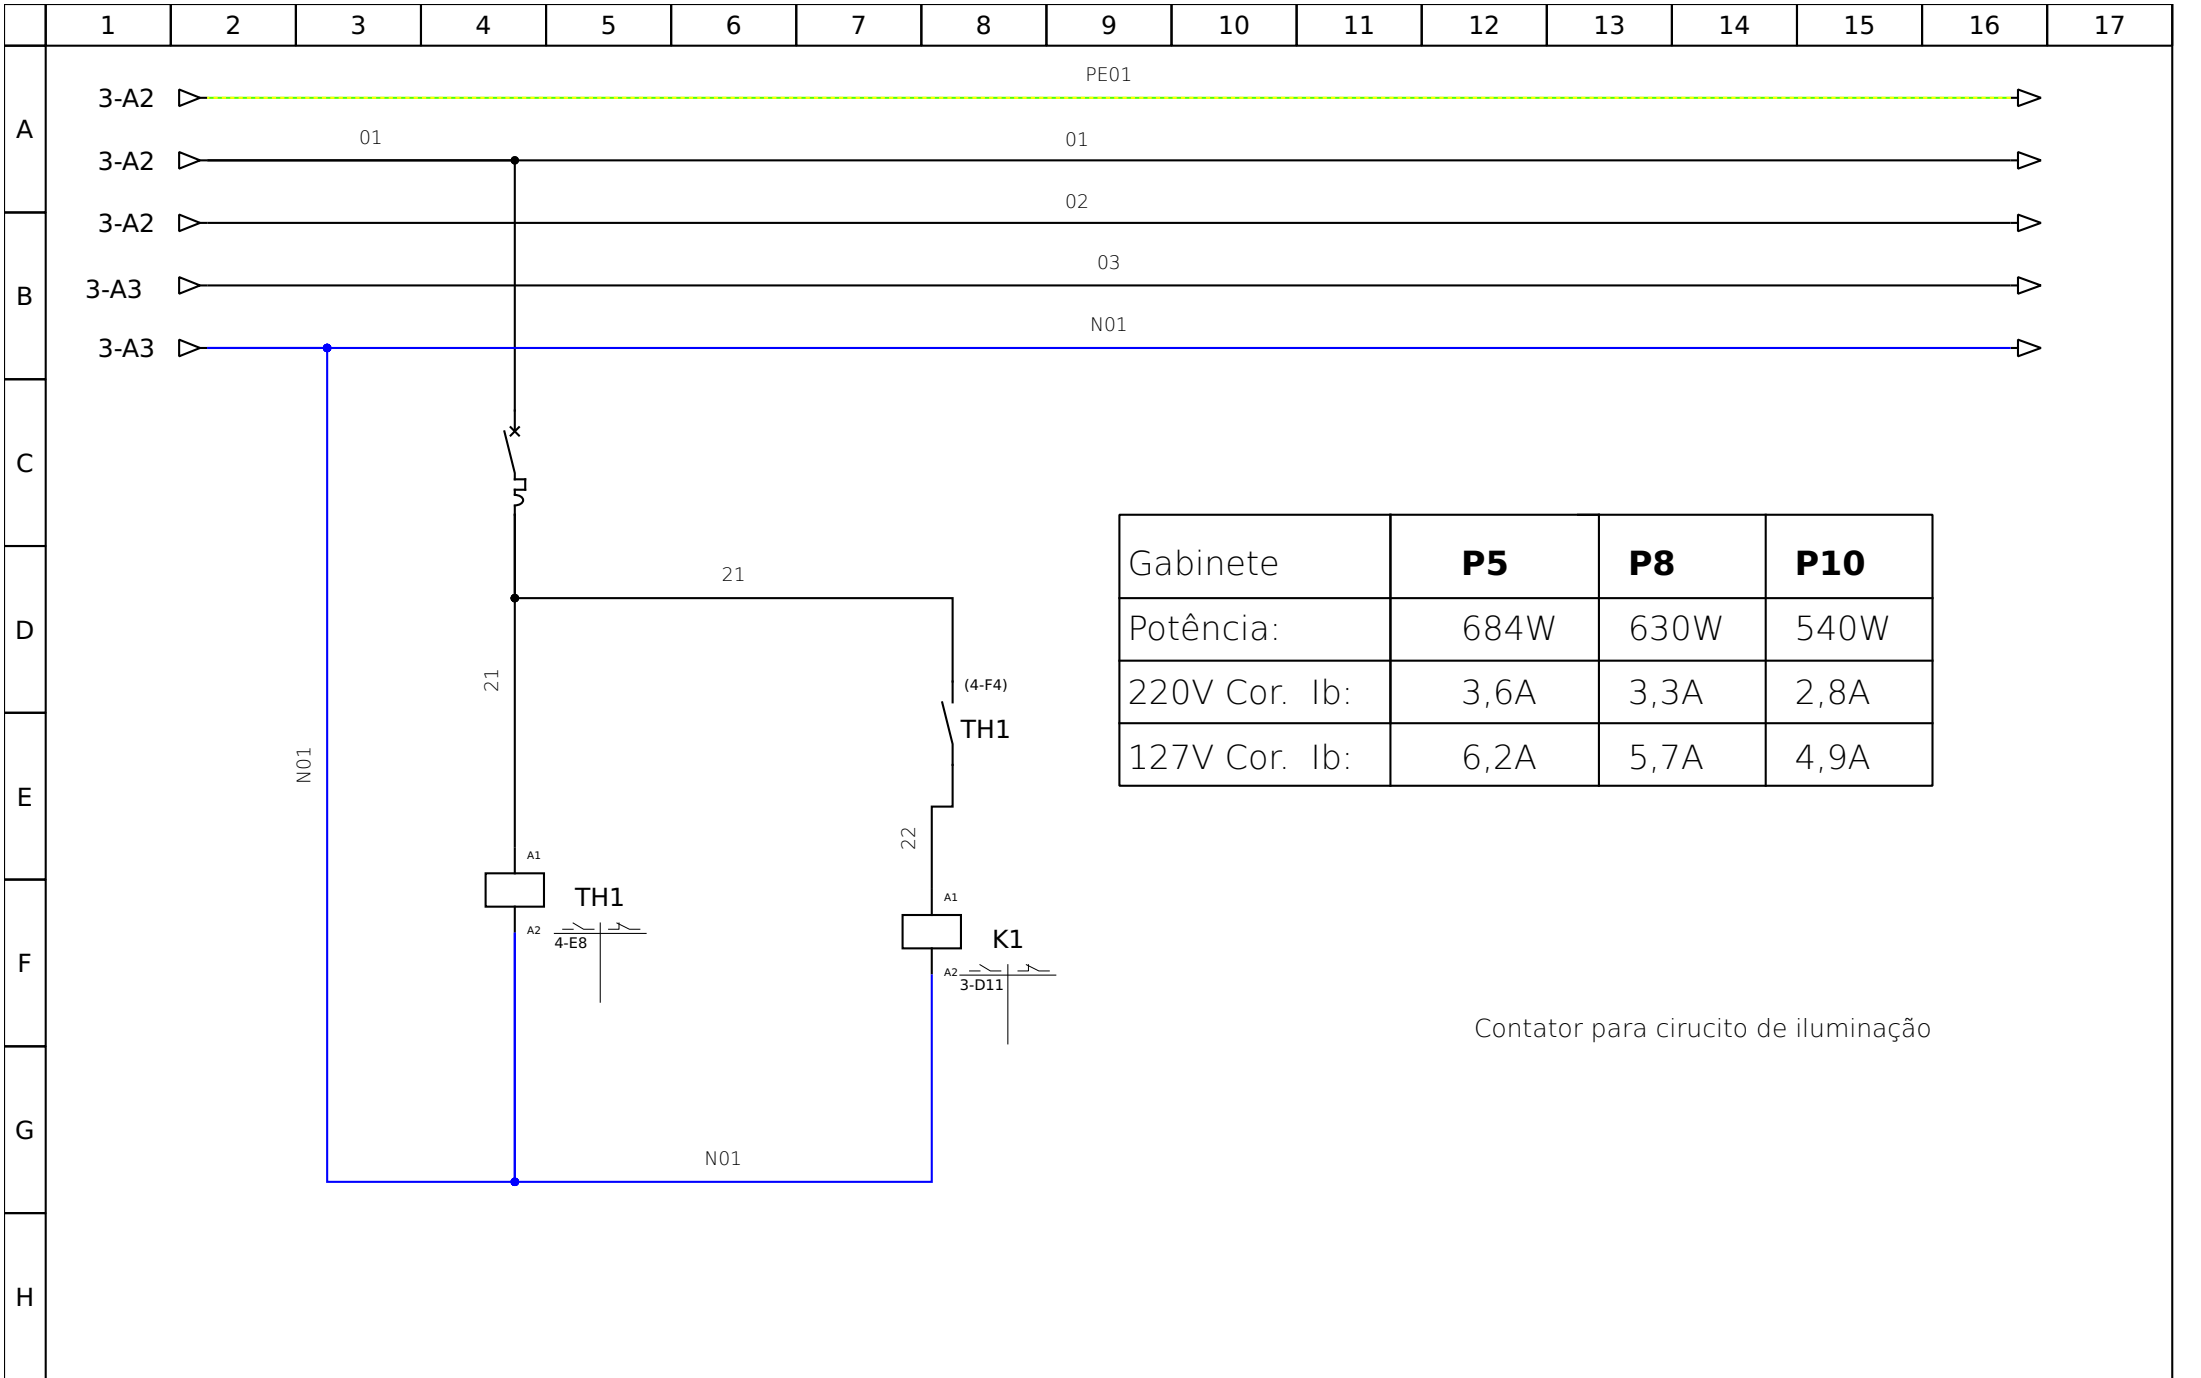 1 2 3 4 5 6 7 8 9 10 11 12 13 14 15 16 17
PE01
3-A2
A
01 01
3-A2
02
3-A2
03
B
3-A3
N01
3-A3
C
Gabinete P5 P8 P10
21
D
Potência: 684W 630W 540W
21
(4-F4)
220V Cor. Ib: 3,6A 3,3A 2,8A
TH1
N01
127V Cor. Ib: 6,2A 5,7A 4,9A
E
22
A1
TH1
A1
A2
4-E8
K1
F
A2
3-D11
Contator para cirucito de iluminação
G
N01
H